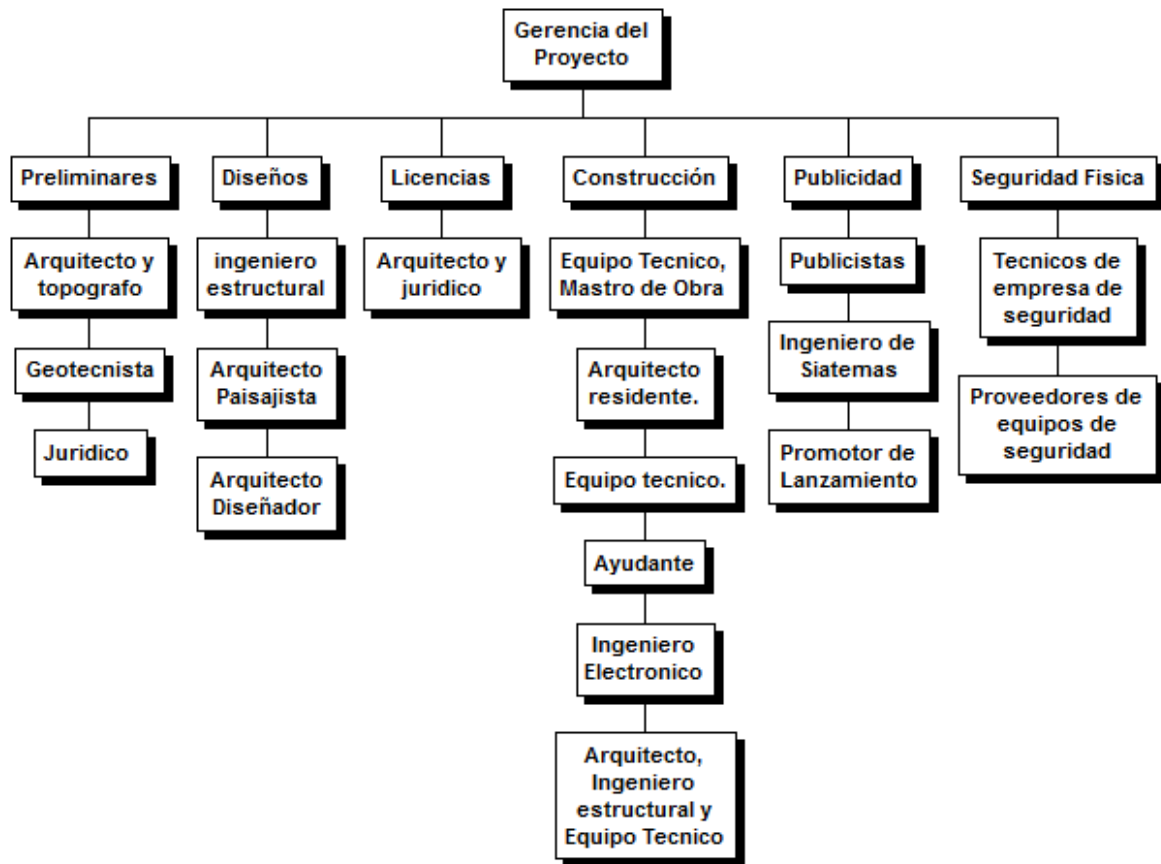 Gerencia del
Proyecto
Preliminares
Diseños
Licencias
Construcción
Publicidad
Seguridad Fisica
Arquitecto y
topografo
Geotecnista
Juridico
ingeniero
estructural
Arquitecto
Paisajista
Arquitecto
Diseñador
Arquitecto y
juridico
Equipo Tecnico,
Mastro de Obra
Arquitecto
residente.
Equipo tecnico.
Ayudante
Ingeniero
Electronico
Arquitecto,
Ingeniero
estructural y
Equipo Tecnico
Publicistas
Ingeniero de
Siatemas
Promotor de
Lanzamiento
Tecnicos de
empresa de
seguridad
Proveedores de
equipos de
seguridad